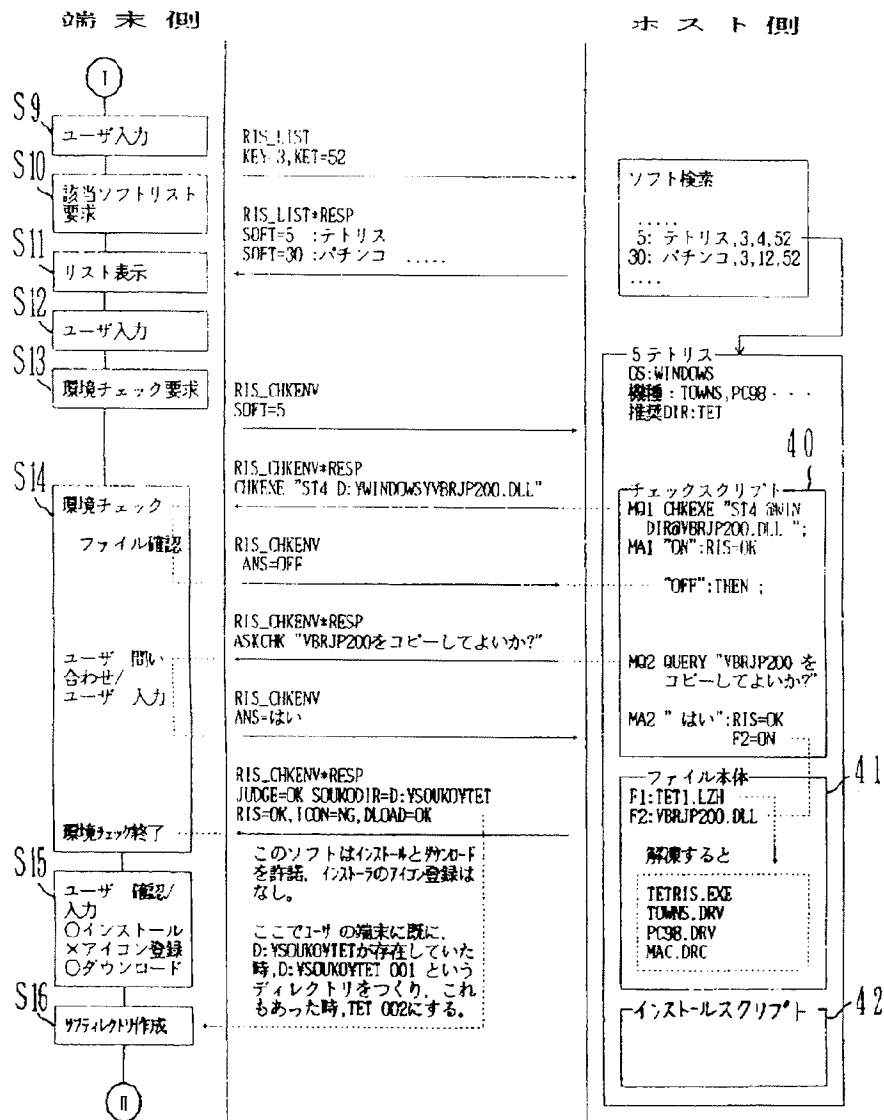 端末側
ホスト側
I
S9
ユーザ入力
S10
該当ソフトリスト
要求
S11
リスト表示
S12
ユーザ入力
S13
環境チェック要求
S14
環境チェック
ファイル確認
ユーザ 問い
合わせ/
ユーザ 入力
環境チェック終了
S15
ユーザ 確認/
入力
○インストール
×アイコン登録
○ダウンロード
S16
サブディレクトリ作成
II
RIS_LIST
KEY 3,KET=52
RIS_LIST*RESP
SOFT=5 :テトリス
SOFT=30 :パチンコ .....
RIS_CHKENV
SOFT=5
RIS_CHKENV*RESP
CHKEXE "ST4 D:¥WINDOWS¥VBRJP200.DLL"
RIS_CHKENV
ANS=OFF
RIS_CHKENV*RESP
ASKCHK "VBRJP200をコピーしてよいか?"
RIS_CHKENV
ANS=はい
RIS_CHKENV*RESP
JUDGE=OK SOUKODIR=D:¥SOUKO¥TET
RIS=OK,ICON=NG,DLOAD=OK
このソフトはインストールとダウンロード
を許諾、インストーラのアイコン登録は
なし。
ここでユーザ の端末に既に、
D:¥SOUKO¥TETが存在していた
時,D:¥SOUKO¥TET 001 という
ディレクトリをつくり、これ
もあった時,TET 002にする。
ソフト検索
.....
5: テトリス,3,4,52
30: パチンコ,3,12,52
....
5テトリス
OS:WINDOWS
機種:TOWNS,PC98・・・
推奨DIR:TET
40
チェックスクリプト
MQ1 CHKEXE "ST4 @WIN
DIR@VBRJP200.DLL ";
MA1 "ON":RIS=OK
"OFF":THEN ;
MQ2 QUERY "VBRJP200 を
コピーしてよいか?"
MA2 " はい":RIS=OK
F2=ON
41
ファイル本体
F1:TET1.LZH
F2:VBRJP200.DLL
解凍すると
TETRIS.EXE
TOWNS.DRV
PC98.DRV
MAC.DRC
42
インストールスクリプト